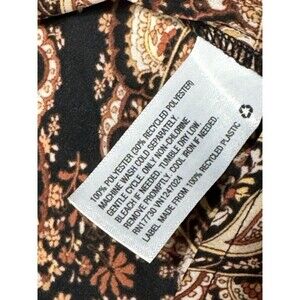 100% POLYESTER (30% RECYCLED POLYESTER)
MACHINE WASH COLD SEPARATELY.
GENTLE CYCLE. ONLY NON-CHLORINE
BLEACH IF NEEDED. TUMBLE DRY LOW.
REMOVE PROMPTLY. COOL IRON IF NEEDED.
RN17730 VN1247024
LABEL MADE FROM 100% RECYCLED PLASTIC